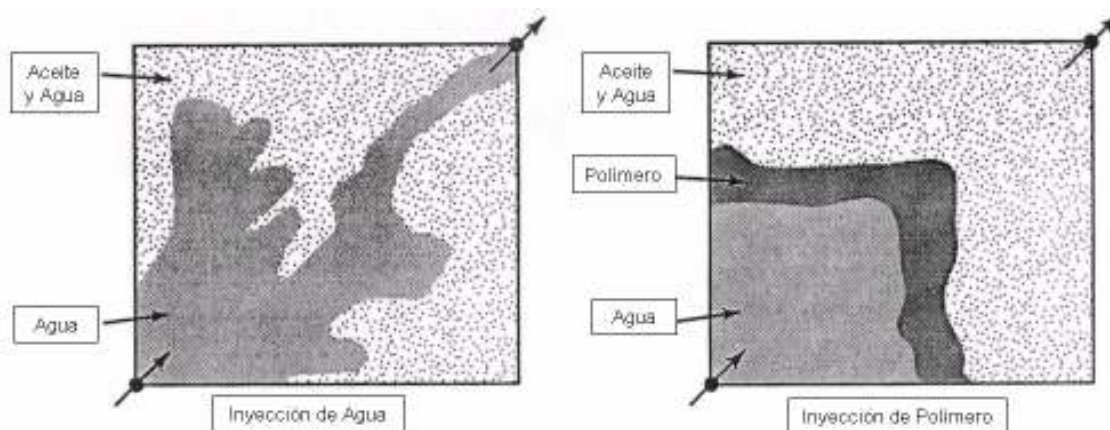 Aceite
y Agua
Agua
Inyección de Agua
Aceite
y Agua
Polímero
Agua
Inyección de Polímero